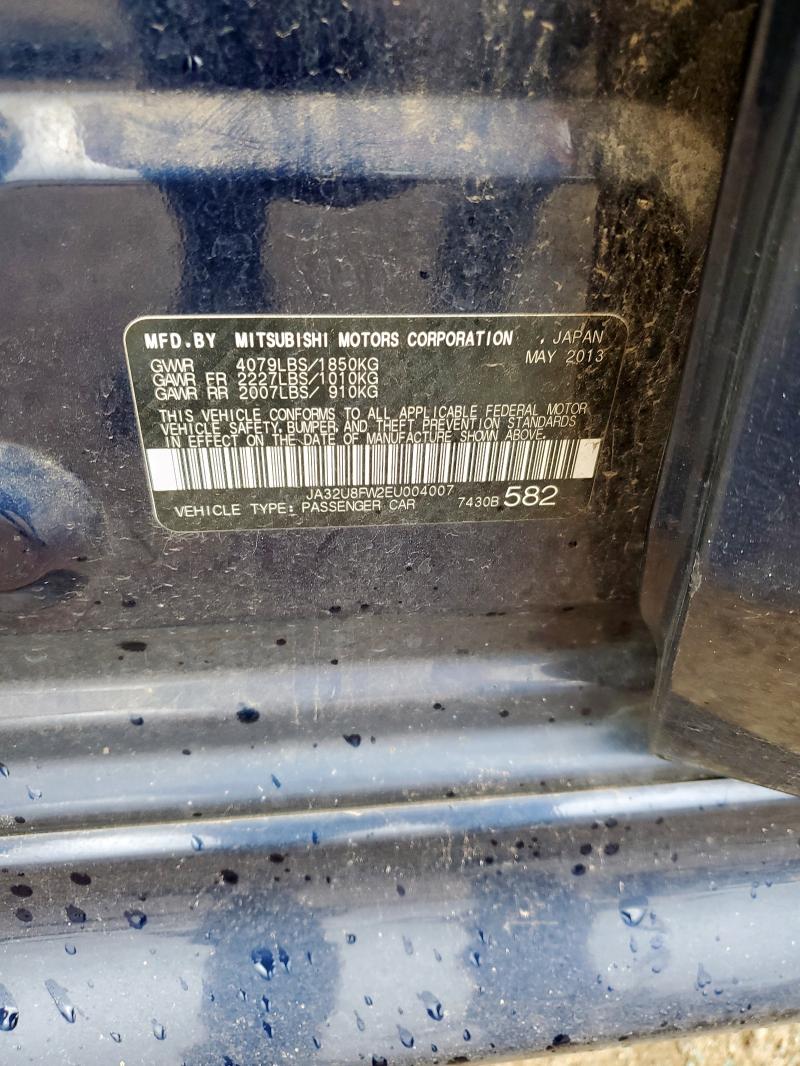 MFD.BY MITSUBISHI MOTORS CORPORATION , JAPAN
MAY 2013
GVWR 4079LBS/1850KG
GAWR FR 2227LBS/1010KG
GAWR RR 2007LBS/ 910KG
THIS VEHICLE CONFORMS TO ALL APPLICABLE FEDERAL MOTOR
VEHICLE SAFETY, BUMPER, AND THEFT PREVENTION STANDARDS
IN EFFECT ON THE DATE OF MANUFACTURE SHOWN ABOVE.
JA32U8FW2EU004007
VEHICLE TYPE: PASSENGER CAR 7430B 582